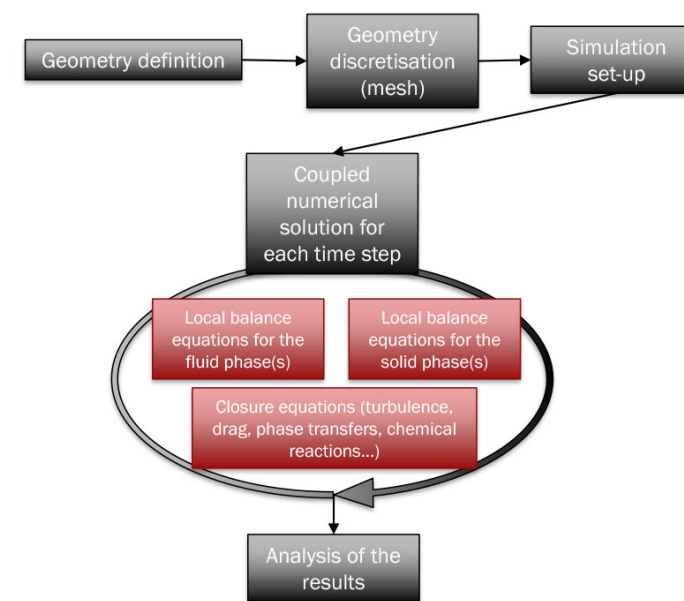 Geometry definition
Geometry
discretisation
(mesh)
Simulation
set-up
Coupled
numerical
solution for
each time step
Local balance
equations for the
fluid phase(s)
Local balance
equations for the
solid phase(s)
Closure equations (turbulence,
drag, phase transfers, chemical
reactions...)
Analysis of the
results